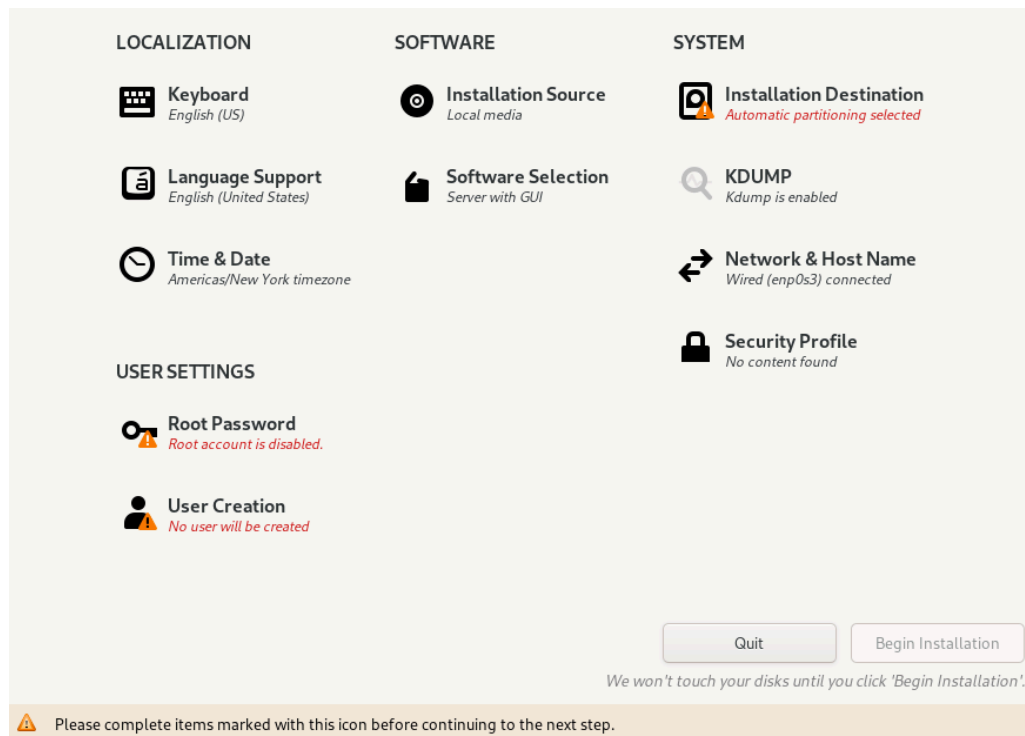 LOCALIZATION
Keyboard
English (US)
Language Support
English (United States)
Time & Date
Americas/New York timezone
USER SETTINGS
Root Password
Root account is disabled.
User Creation
No user will be created
SOFTWARE
Installation Source
Local media
Software Selection
Server with GUI
SYSTEM
Installation Destination
Automatic partitioning selected
KDUMP
Kdump is enabled
Network & Host Name
Wired (enp0s3) connected
Security Profile
No content found
Quit
Begin Installation
We won't touch your disks until you click 'Begin Installation'.
Please complete items marked with this icon before continuing to the next step.